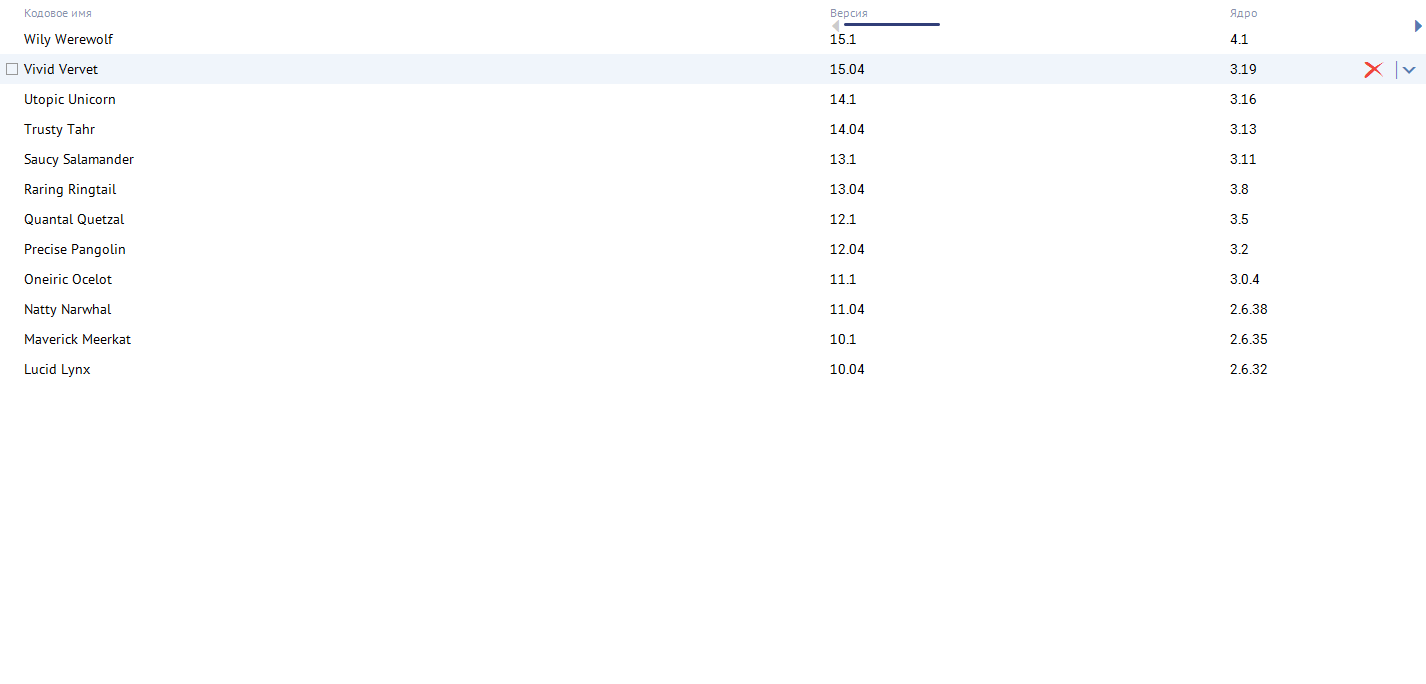 Кодовое имя Версия Ядро
Wily Werewolf 15.1 4.1
Vivid Vervet 15.04 3.19
Utopic Unicorn 14.1 3.16
Trusty Tahr 14.04 3.13
Saucy Salamander 13.1 3.11
Raring Ringtail 13.04 3.8
Quantal Quetzal 12.1 3.5
Precise Pangolin 12.04 3.2
Oneiric Ocelot 11.1 3.0.4
Natty Narwhal 11.04 2.6.38
Maverick Meerkat 10.1 2.6.35
Lucid Lynx 10.04 2.6.32